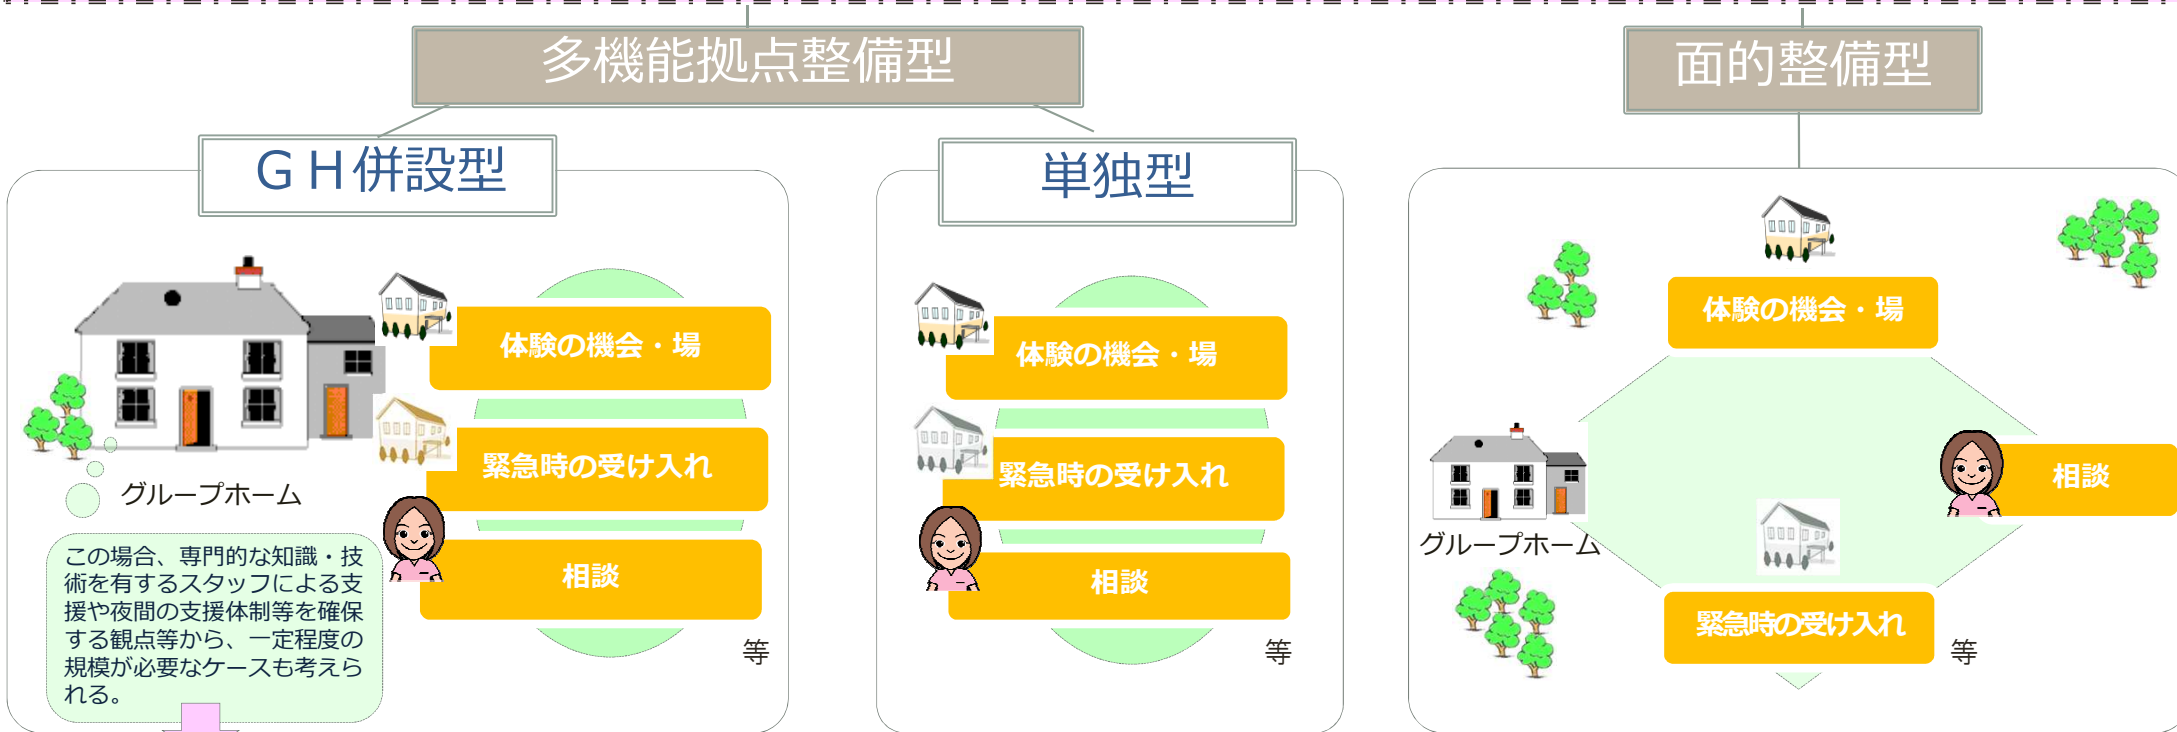 多機能拠点整備型
面的整備型
ＧＨ併設型
単独型
体験の機会・場
緊急時の受け入れ
相談
等
グループホーム
この場合、専門的な知識・技
術を有するスタッフによる支
援や夜間の支援体制等を確保
する観点等から、一定程度の
規模が必要なケースも考えら
れる。
体験の機会・場
緊急時の受け入れ
相談
等
体験の機会・場
相談
グループホーム
緊急時の受け入れ
等